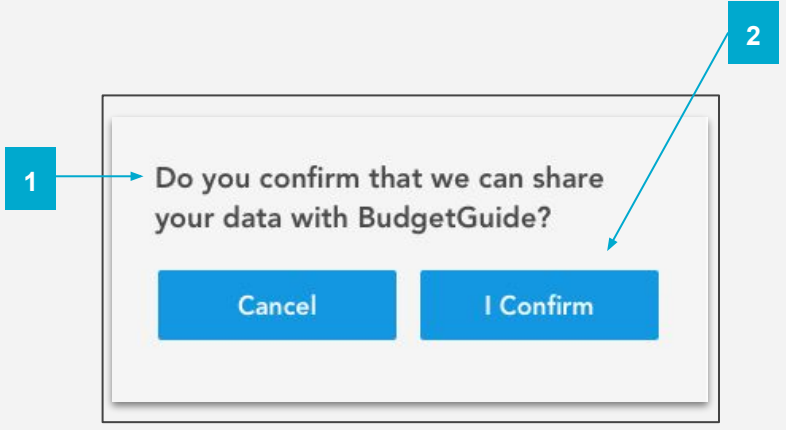 2
1
Do you confirm that we can share
your data with BudgetGuide?
Cancel
I Confirm